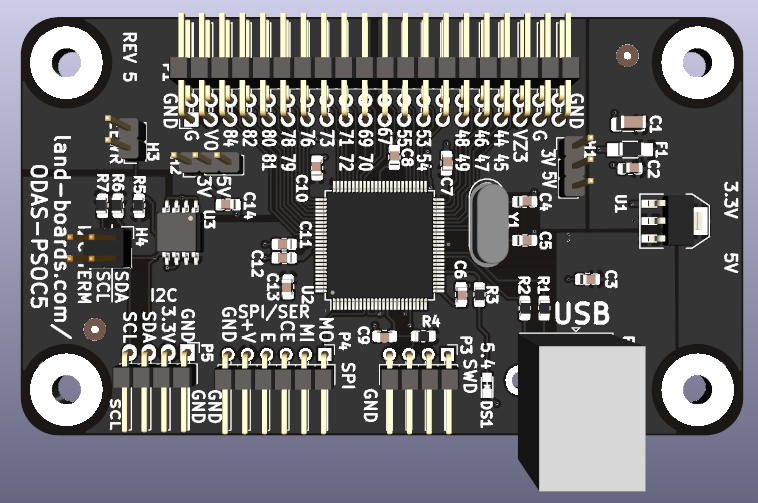 REV 5
GND
G
V0
84
82
80
78
76
73
71
69
67
55
53
48
46
44
VZ3
G
GND
83
81
79
72
70
54
49
47
45
C1
F1
C2
3V 5V
H3
3V
5V
C8
C7
C10
R7
R6
R5
U3
C14
C4
Y1
C5
U1
3.3V
5V
land-boards.com/
ODAS-PSOC5
H4
SDA
SCL
C11
C12
C13
U2
C6
R3
R2
R1
C3
USB
I2C
SCL
SDA
3.3V
GND
P5
SPI/SER
GND
+V
E
CE
MI
MO
P4
SPI
C9
R4
P3
SWD
5.4
DS1
SCL
GND
GND
GND